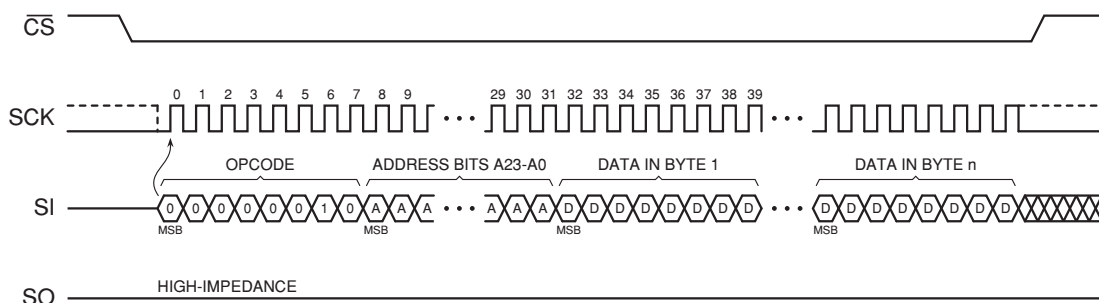 CS
0 1 2 3 4 5 6 7 8 9 29 30 31 32 33 34 35 36 37 38 39
SCK
OPCODE ADDRESS BITS A23-A0 DATA IN BYTE 1 DATA IN BYTE n
SI 0 0 0 0 0 0 1 0 A A A A A A D D D D D D D D D D D D D D D D
MSB MSB MSB MSB
HIGH-IMPEDANCE
SO